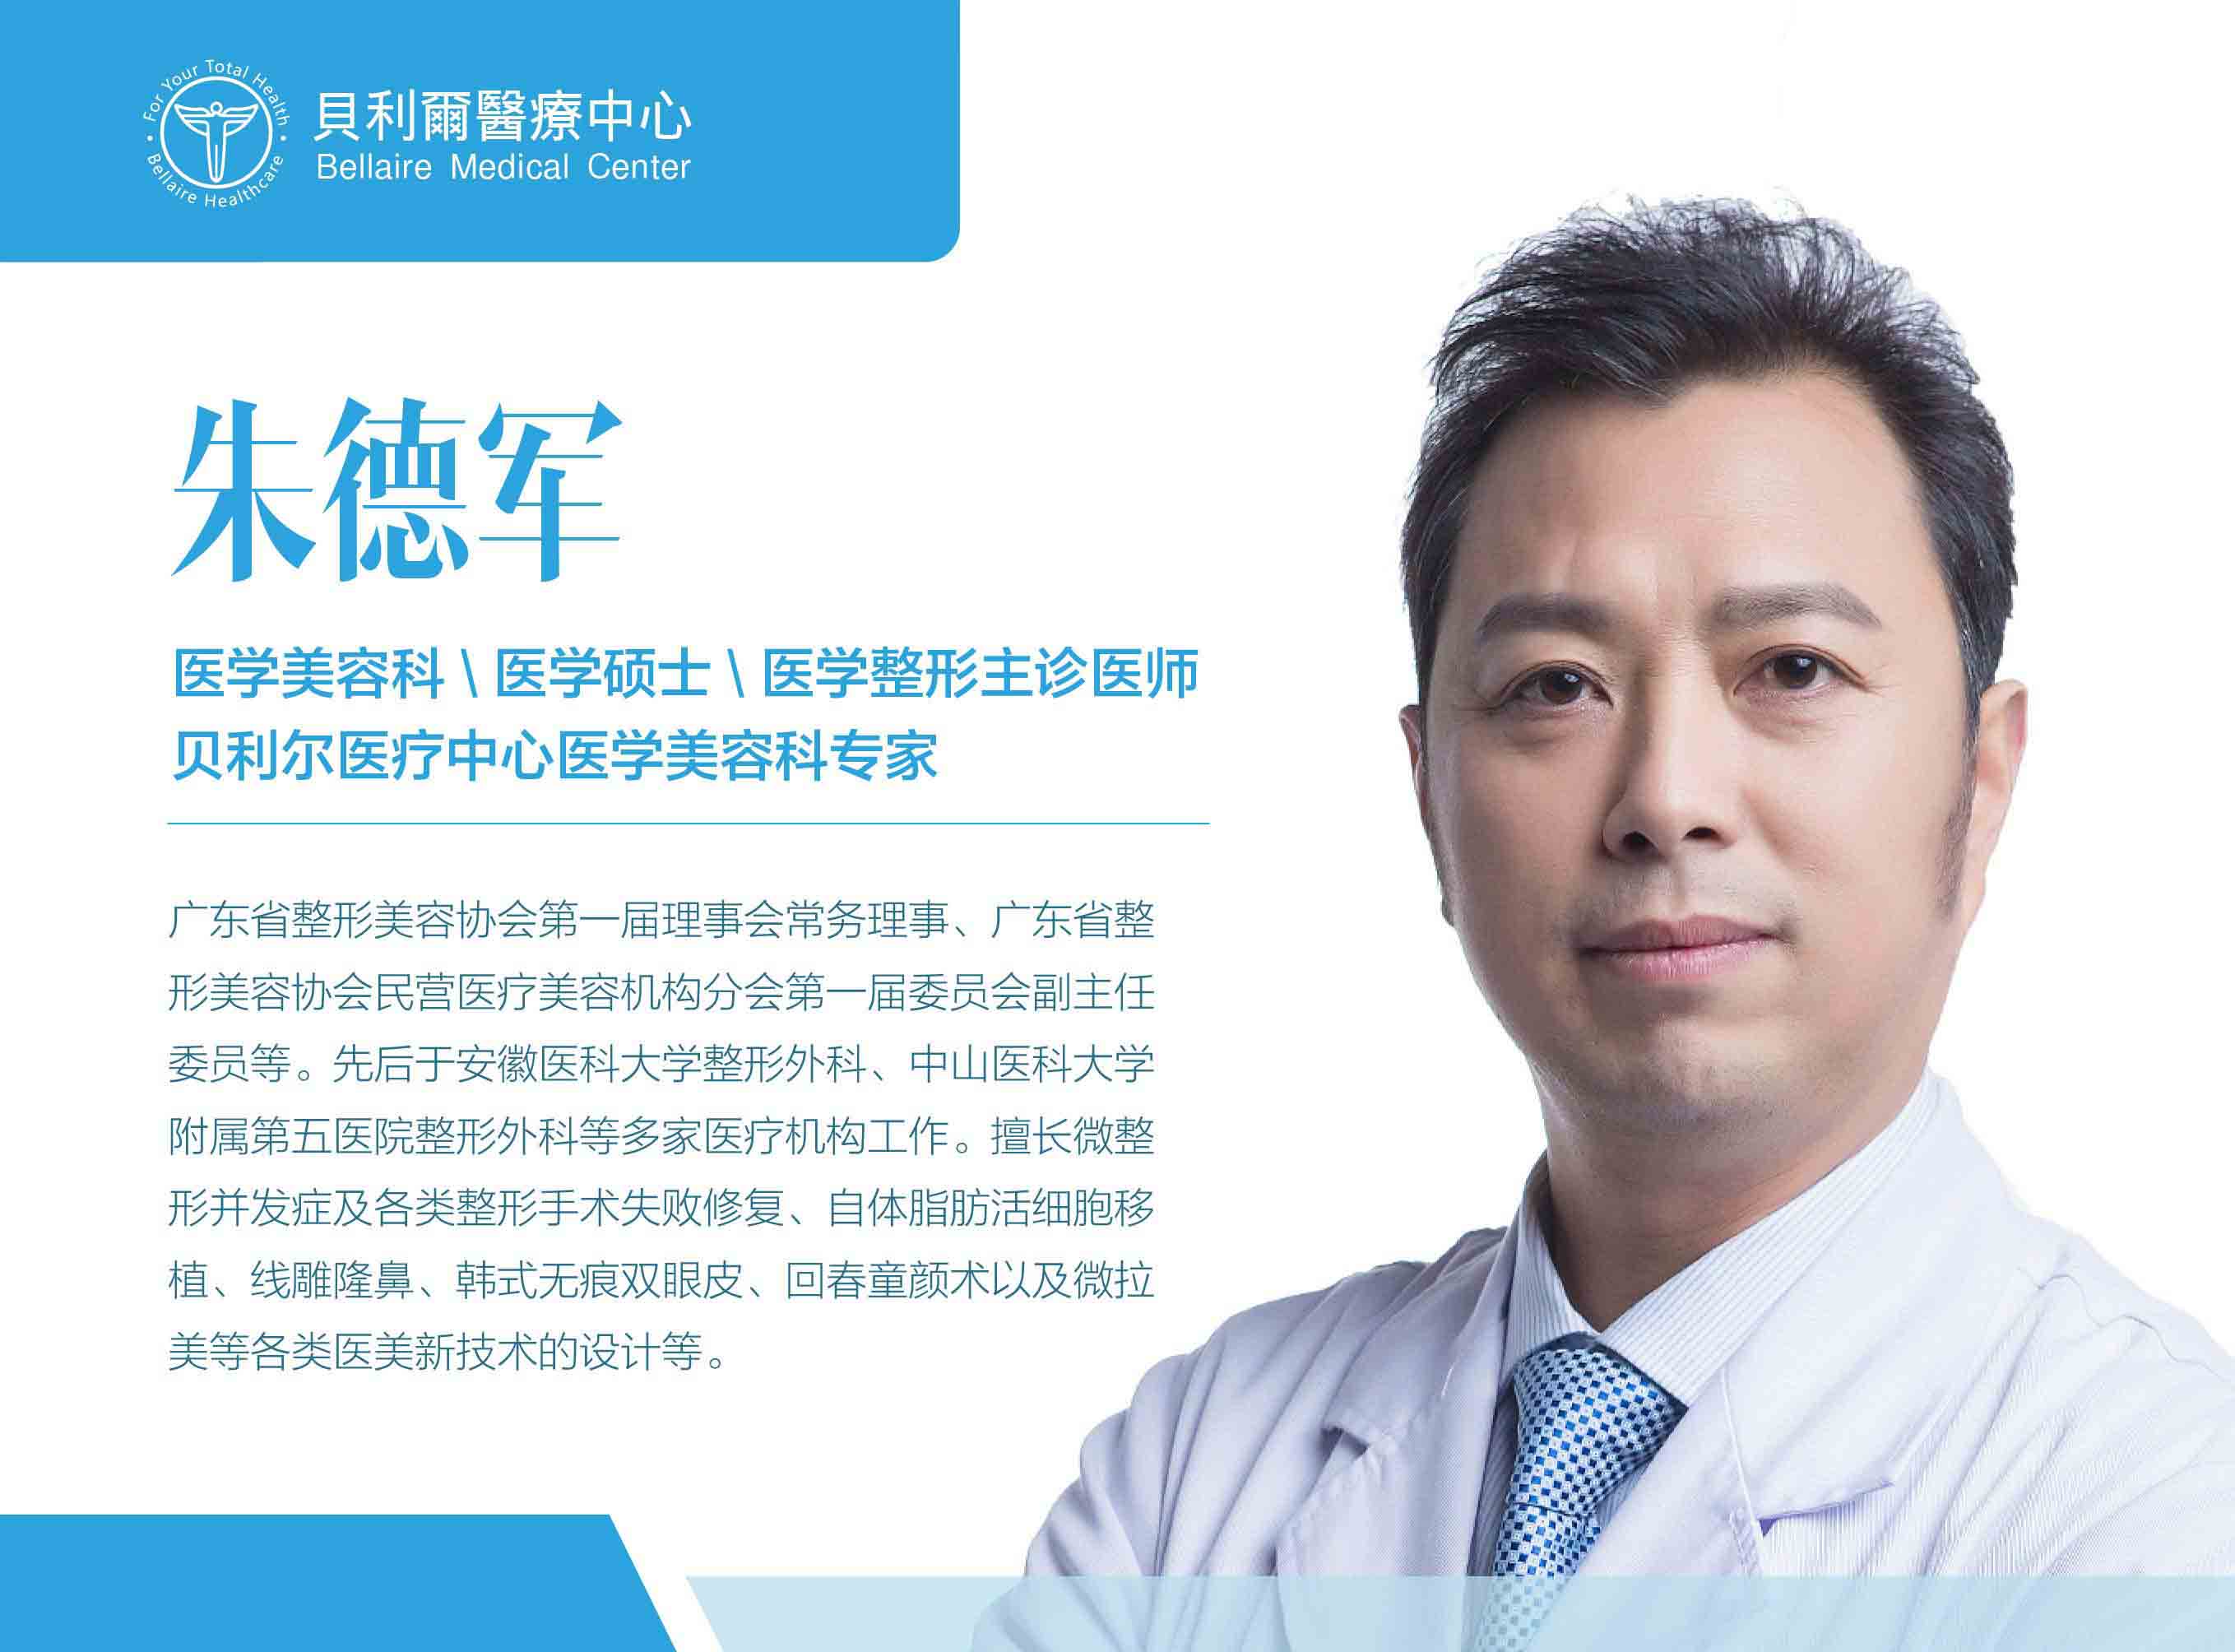 For Your Total Health
Bellaire Healthcare
貝利爾醫療中心
Bellaire Medical Center
朱德军
医学美容科 \ 医学硕士 \ 医学整形主诊医师
贝利尔医疗中心医学美容科专家
广东省整形美容协会第一届理事会常务理事、广东省整
形美容协会民营医疗美容机构分会第一届委员会副主任
委员等。先后于安徽医科大学整形外科、中山医科大学
附属第五医院整形外科等多家医疗机构工作。擅长微整
形并发症及各类整形手术失败修复、自体脂肪活细胞移
植、线雕隆鼻、韩式无痕双眼皮、回春童颜术以及微拉
美等各类医美新技术的设计等。